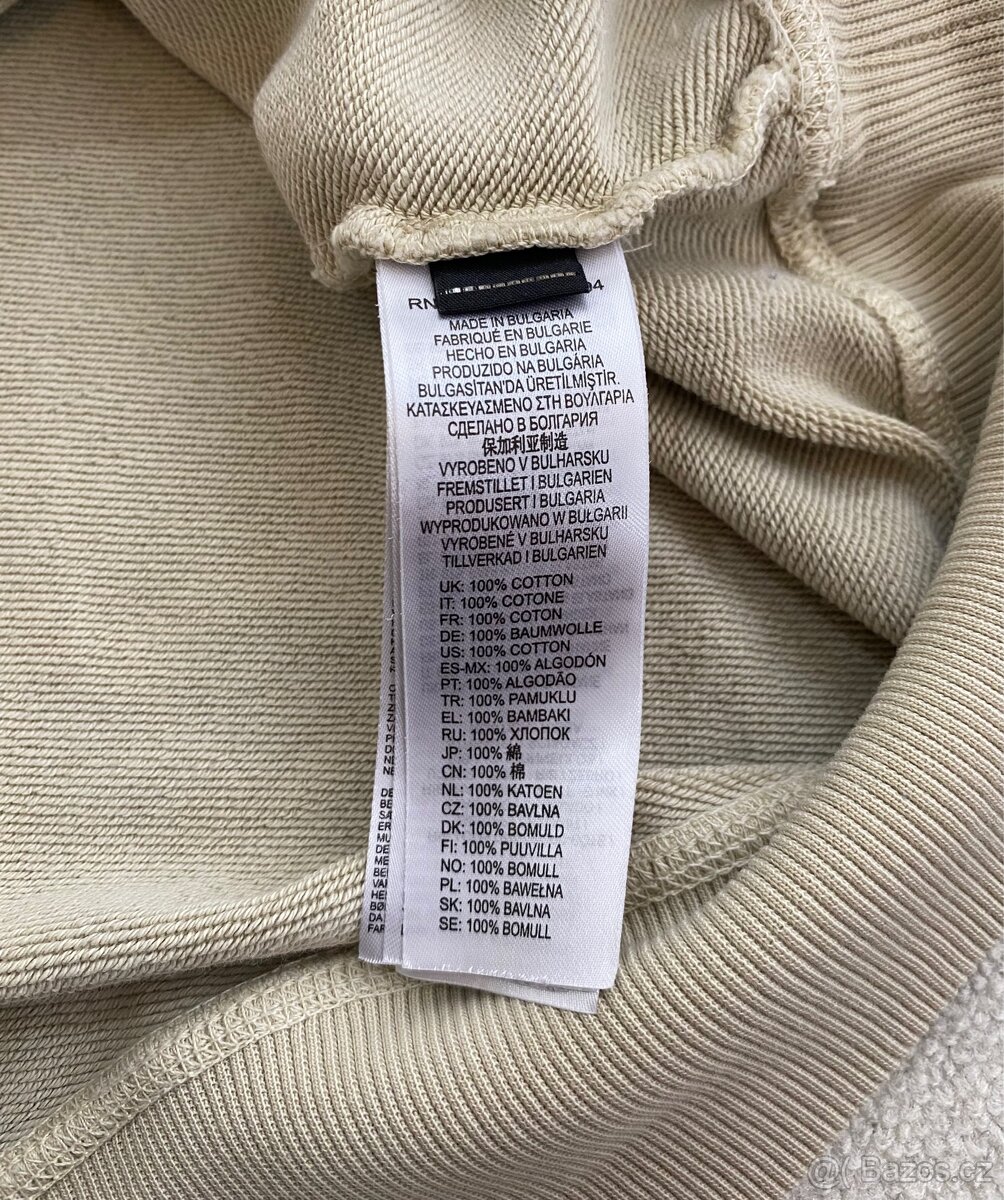 RN 04
MADE IN BULGARIA
FABRIQUÉ EN BULGARIE
HECHO EN BULGARIA
PRODUZIDO NA BULGÁRIA
BULGASİTAN'DA ÜRETİLMİŞTİR.
ΚΑΤΑΣΚΕΥΑΣΜΕΝΟ ΣΤΗ ΒΟΥΛΓΑΡΙΑ
СДЕЛАНО В БОЛГАРИЯ
保加利亚制造
VYROBENO V BULHARSKU
FREMSTILLET I BULGARIEN
PRODUSERT I BULGARIA
WYPRODUKOWANO W BUŁGARII
VYROBENÉ V BULHARSKU
TILLVERKAD I BULGARIEN
UK: 100% COTTON
IT: 100% COTONE
FR: 100% COTON
DE: 100% BAUMWOLLE
US: 100% COTTON
ES-MX: 100% ALGODÓN
PT: 100% ALGODÃO
TR: 100% PAMUKLU
EL: 100% ΒΑΜΒΑΚΙ
RU: 100% ХЛОПОК
JP: 100% 綿
CN: 100% 棉
NL: 100% KATOEN
CZ: 100% BAVLNA
DK: 100% BOMULD
FI: 100% PUUVILLA
NO: 100% BOMULL
PL: 100% BAWEŁNA
SK: 100% BAVLNA
SE: 100% BOMULL
Bazos.cz